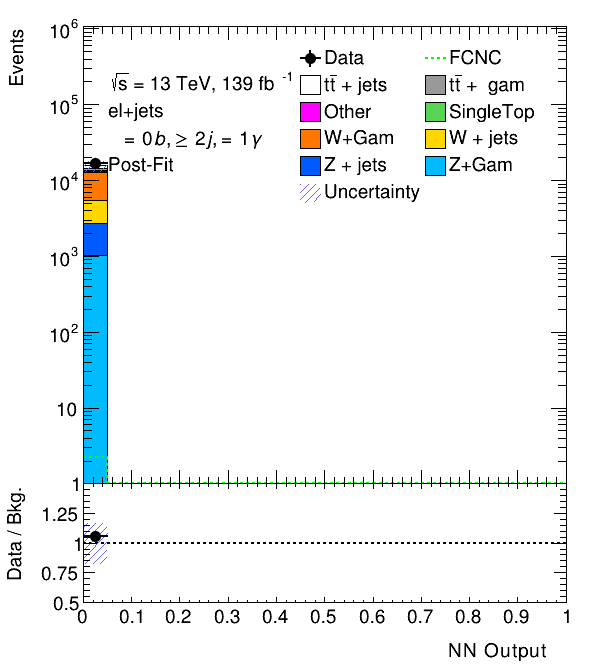 Events
10^6
10^5
10^4
10^3
10^2
10
1
√s = 13 TeV, 139 fb^-1
el+jets
= 0b, ≥ 2j, = 1γ
Post-Fit
Data
FCNC
tt̄ + jets
tt̄ + gam
Other
SingleTop
W+Gam
W + jets
Z + jets
Z+Gam
Uncertainty
Data / Bkg.
1.25
1
0.75
0.5
0 0.1 0.2 0.3 0.4 0.5 0.6 0.7 0.8 0.9 1
NN Output